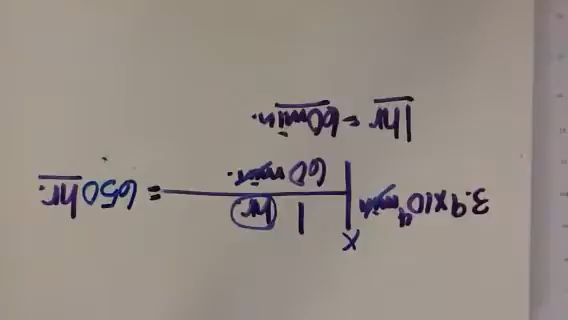 x
3.9x10⁴ min | 1 hr / 60 min. = 650 hr.
1hr = 60min.